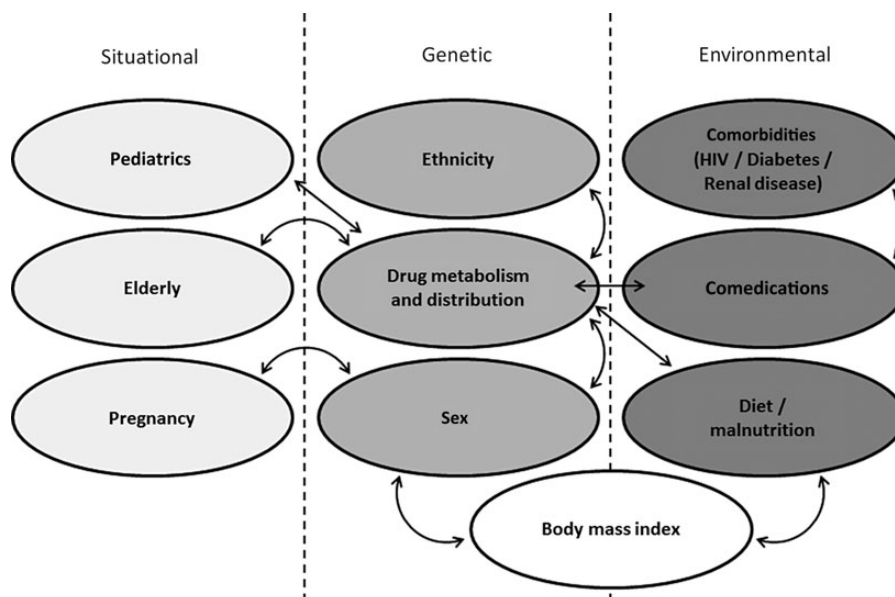 Situational
Genetic
Environmental
Pediatrics
Ethnicity
Comorbidities
(HIV / Diabetes /
Renal disease)
Elderly
Drug metabolism
and distribution
Comedications
Pregnancy
Sex
Diet /
malnutrition
Body mass index